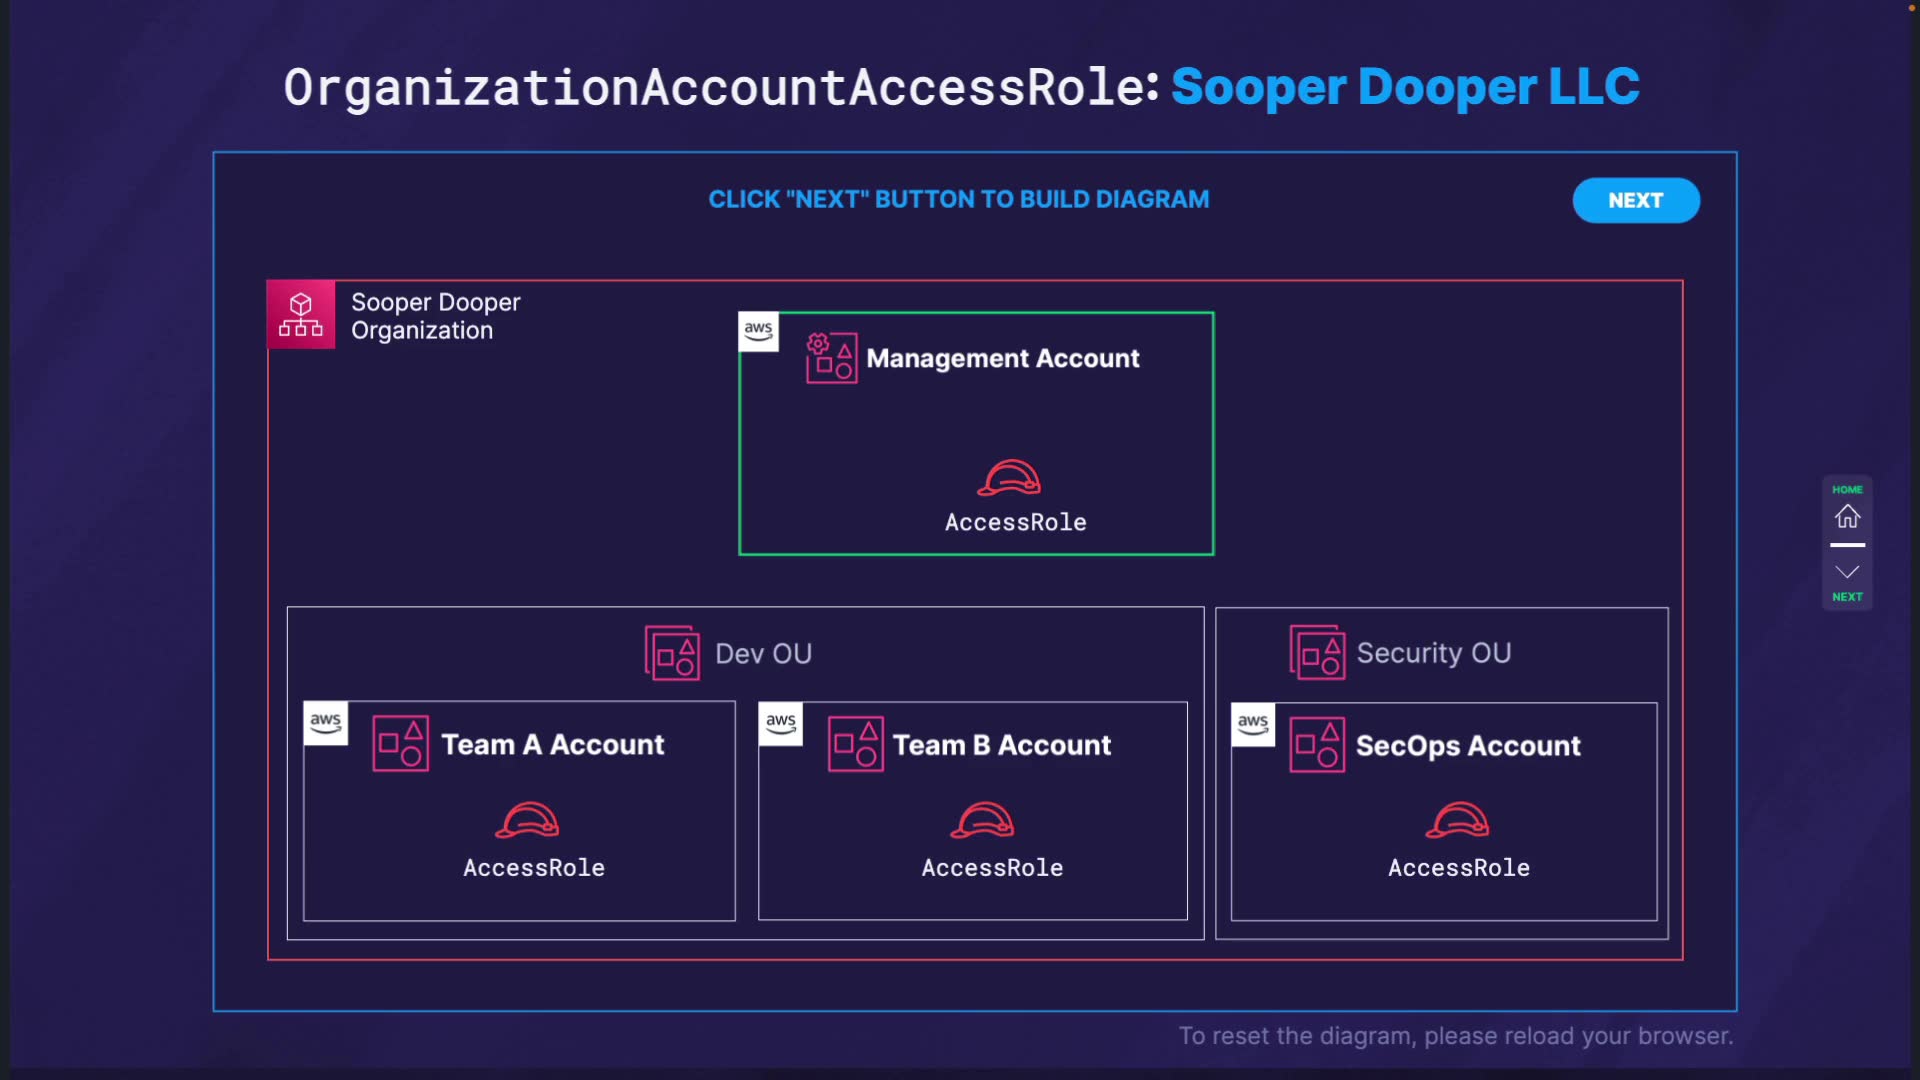 OrganizationAccountAccessRole: Sooper Dooper LLC
CLICK "NEXT" BUTTON TO BUILD DIAGRAM
NEXT
Sooper Dooper
Organization
aws
Management Account
AccessRole
HOME
NEXT
Dev OU
Security OU
aws
Team A Account
aws
Team B Account
aws
SecOps Account
AccessRole
AccessRole
AccessRole
To reset the diagram, please reload your browser.